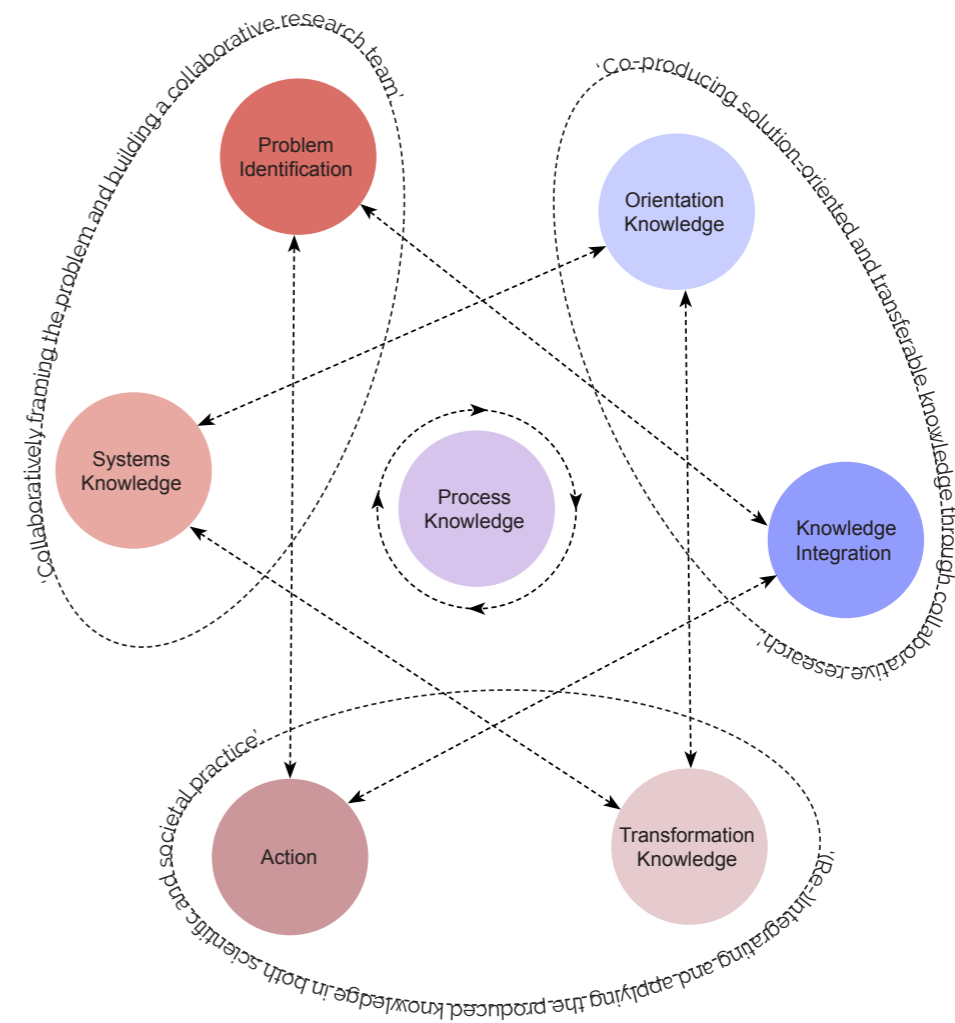 'Collaboratively framing the problem and building a collaborative research team'
Problem
Identification
Systems
Knowledge
'Co-producing solution-oriented and transferable knowledge through collaborative research'
Orientation
Knowledge
Knowledge
Integration
Process
Knowledge
'(Re-)Integrating and applying the produced knowledge in both scientific and societal practice'
Action
Transformation
Knowledge